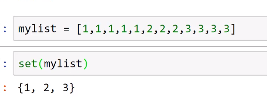 : mylist = [1,1,1,1,1,2,2,2,3,3,3,3]
: set(mylist)
: {1, 2, 3}